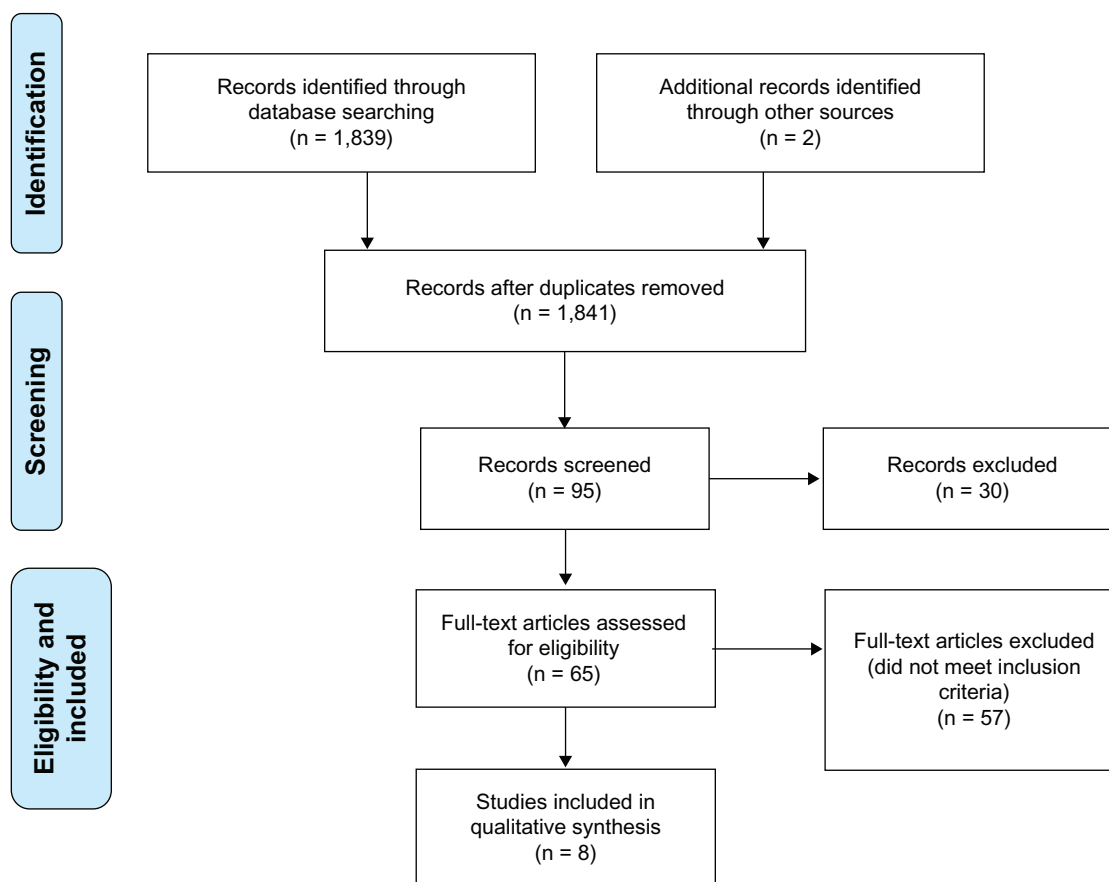 Identification
Records identified through
database searching
(n = 1,839)
Additional records identified
through other sources
(n = 2)
Records after duplicates removed
(n = 1,841)
Screening
Records screened
(n = 95)
Records excluded
(n = 30)
Eligibility and
included
Full-text articles assessed
for eligibility
(n = 65)
Full-text articles excluded
(did not meet inclusion
criteria)
(n = 57)
Studies included in
qualitative synthesis
(n = 8)